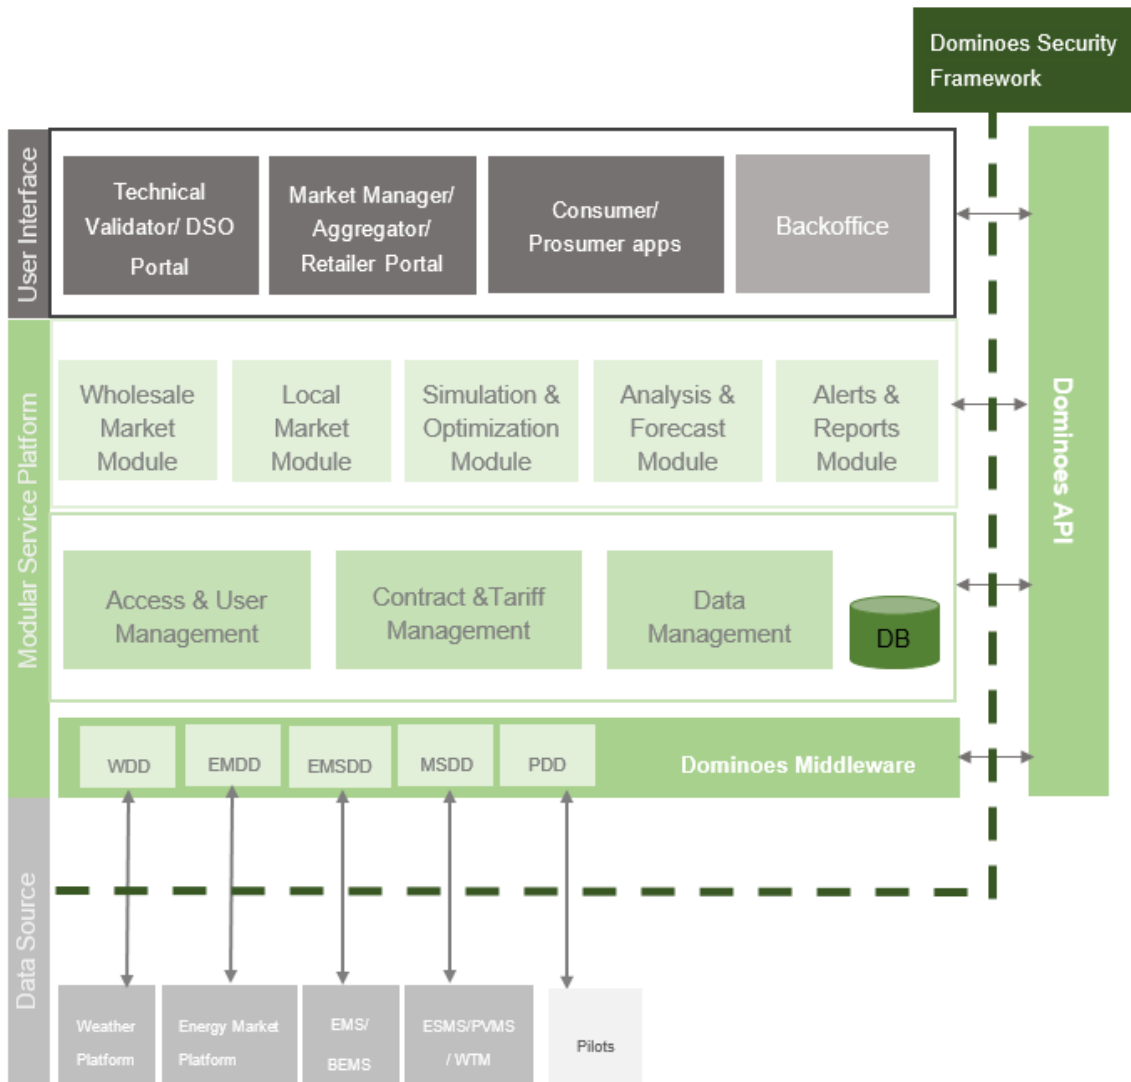 Dominoes Security
Framework
User Interface
Technical
Validator/ DSO
Portal
Market Manager/
Aggregator/
Retailer Portal
Consumer/
Prosumer apps
Backoffice
Modular Service Platform
Wholesale
Market
Module
Local
Market
Module
Simulation &
Optimization
Module
Analysis &
Forecast
Module
Alerts &
Reports
Module
Dominoes API
Access & User
Management
Contract &Tariff
Management
Data
Management
DB
WDD
EMDD
EMSDD
MSDD
PDD
Dominoes Middleware
Data Source
Weather
Platform
Energy Market
Platform
EMS/
BEMS
ESMS/PVMS
/ WTM
Pilots